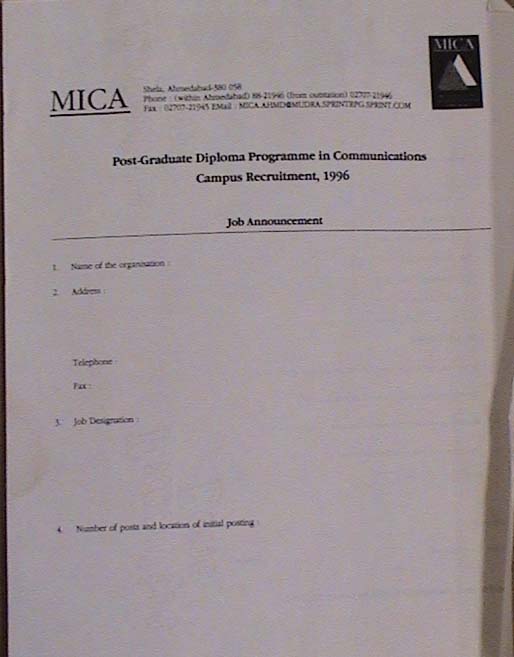 MICA
MICA
Shela, Ahmedabad-380 058
Phone : (within Ahmedabad) 88-21946 (from outstation) 02707-21946
Fax : 02707-21945 EMail : MICA.AHMD@MUDRA.SPRINTRPG.SPRINT.COM
Post-Graduate Diploma Programme in Communications
Campus Recruitment, 1996
Job Announcement
1. Name of the organisation :
2. Address :
Telephone :
Fax :
3. Job Designation :
4. Number of posts and location of initial posting :